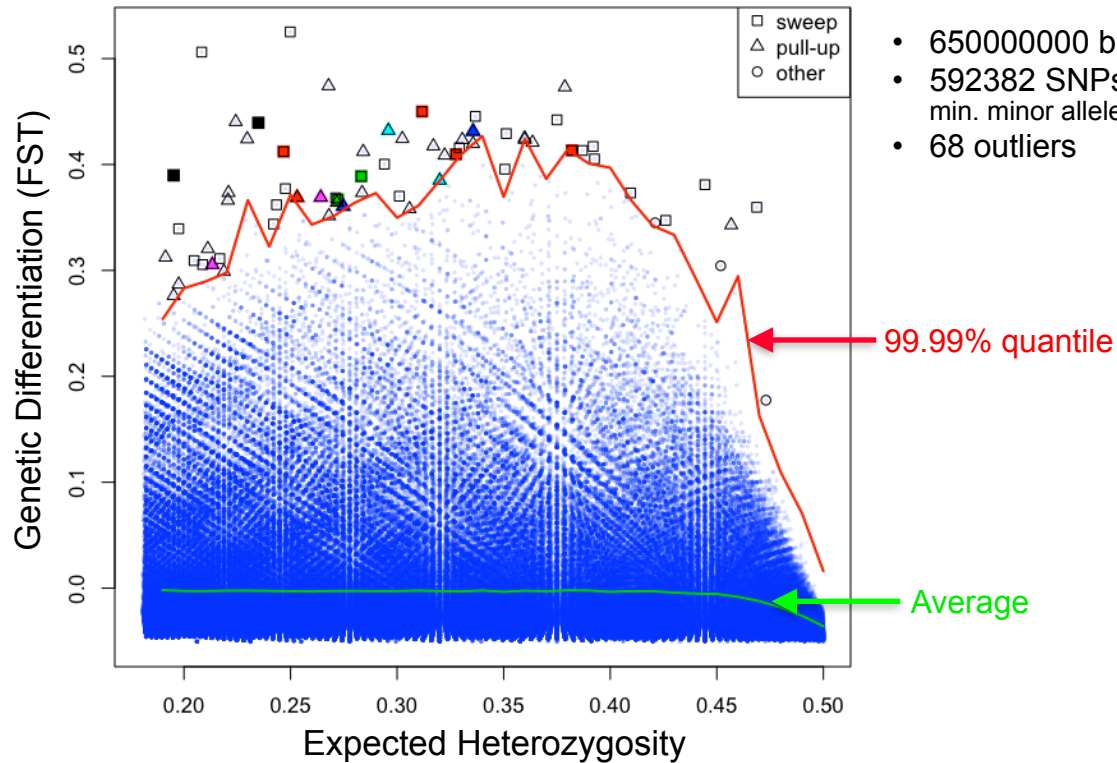 sweep
pull-up
other
• 650000000 b
• 592382 SNPs
min. minor allele
• 68 outliers
Genetic Differentiation (FST)
0.5
0.4
0.3
0.2
0.1
0.0
99.99% quantile
Average
0.20 0.25 0.30 0.35 0.40 0.45 0.50
Expected Heterozygosity